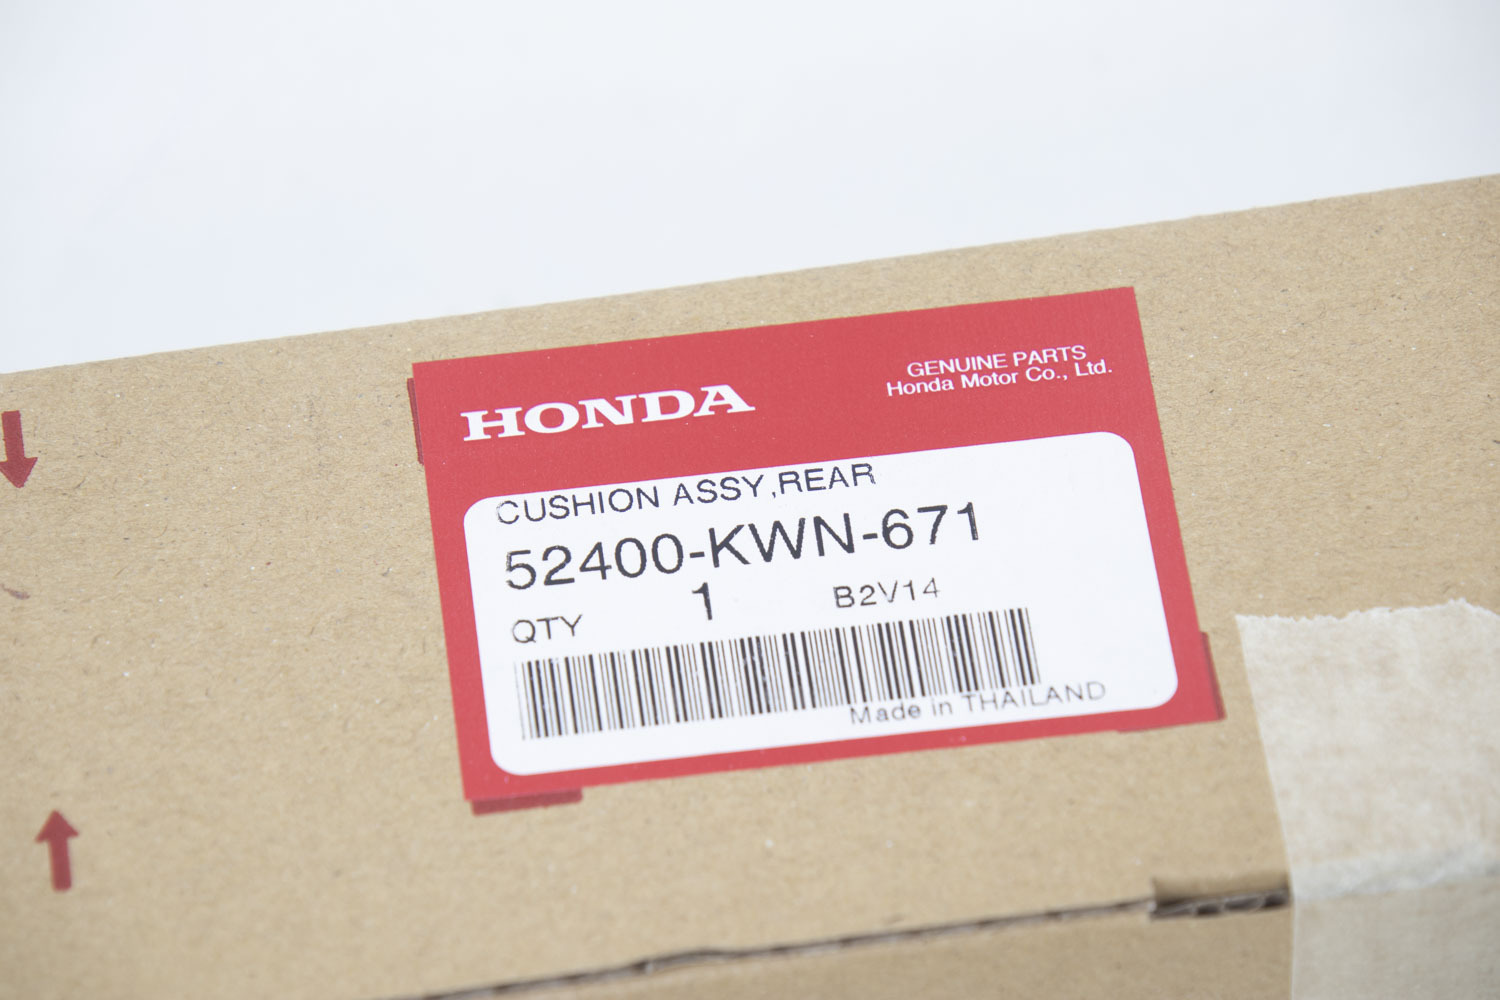 HONDA
GENUINE PARTS
Honda Motor Co., Ltd.
CUSHION ASSY,REAR
52400-KWN-671
QTY 1 B2V14
Made in THAILAND